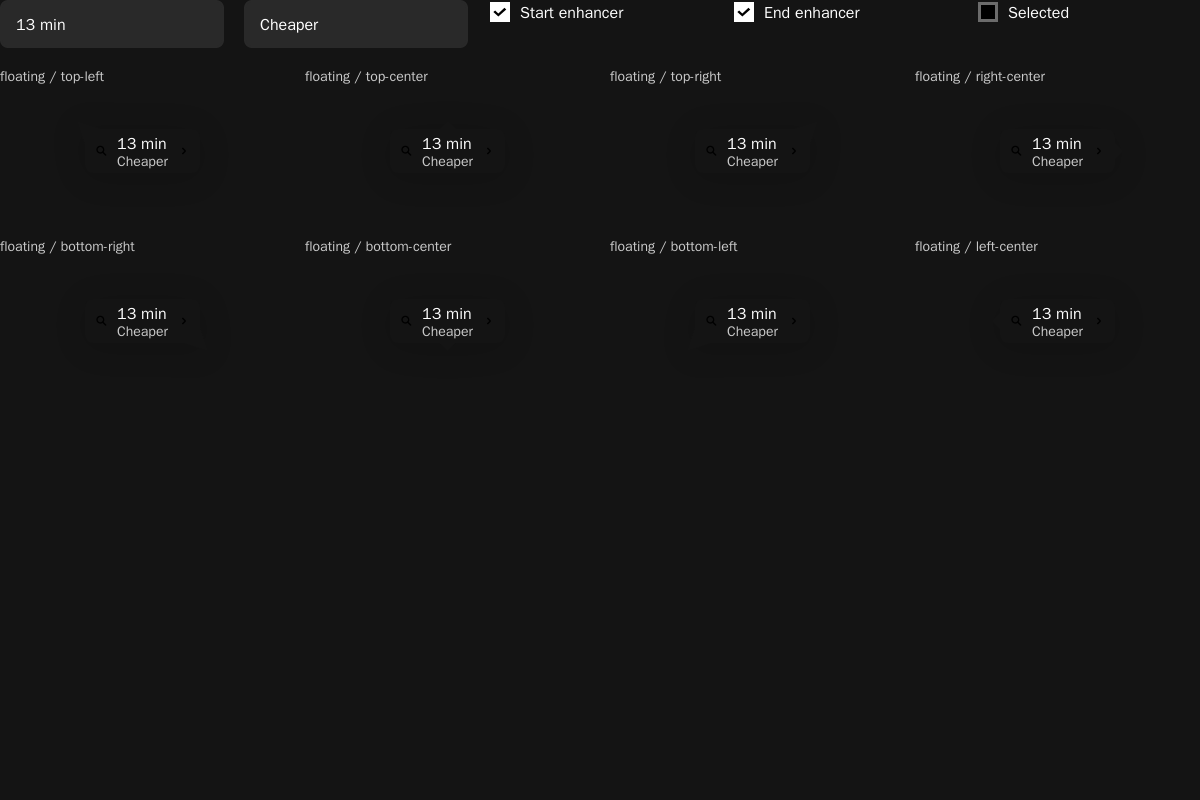 13 min
Cheaper
Start enhancer
End enhancer
Selected
floating / top-left
floating / top-center
floating / top-right
floating / right-center
13 min
Cheaper
13 min
Cheaper
13 min
Cheaper
13 min
Cheaper
floating / bottom-right
floating / bottom-center
floating / bottom-left
floating / left-center
13 min
Cheaper
13 min
Cheaper
13 min
Cheaper
13 min
Cheaper